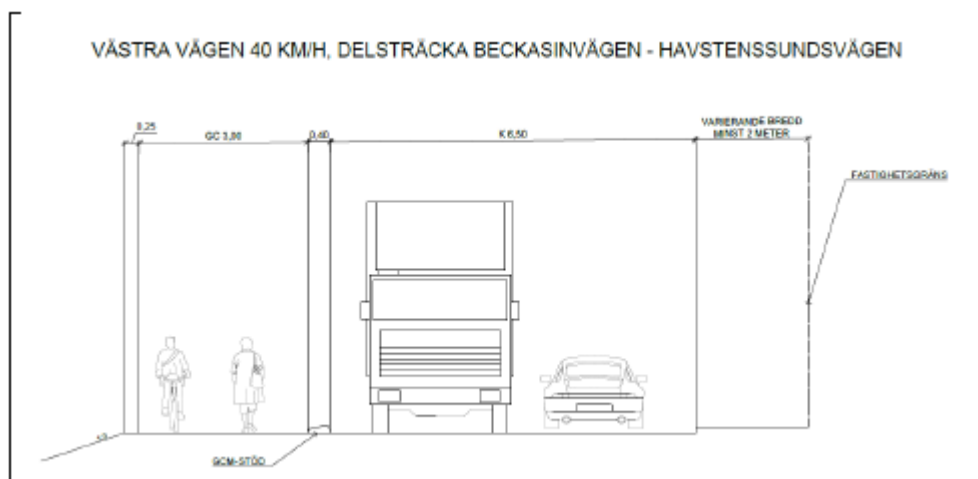 VÄSTRA VÄGEN 40 KM/H, DELSTRÄCKA BECKASINVÄGEN - HAVSTENSSUNDSVÄGEN
0,25
GC 3,00
0,40
K 6,50
VARIERANDE BREDD
MINST 2 METER
FASTIGHETSGRÄNS
GCM-STÖD